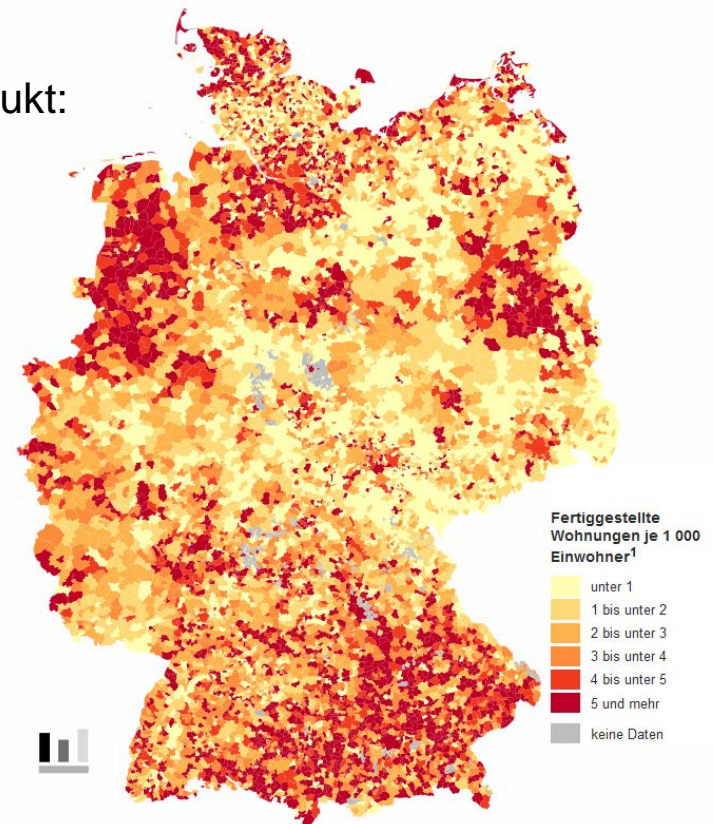 ukt:
Fertiggestellte
Wohnungen je 1 000
Einwohner¹
unter 1
1 bis unter 2
2 bis unter 3
3 bis unter 4
4 bis unter 5
5 und mehr
keine Daten